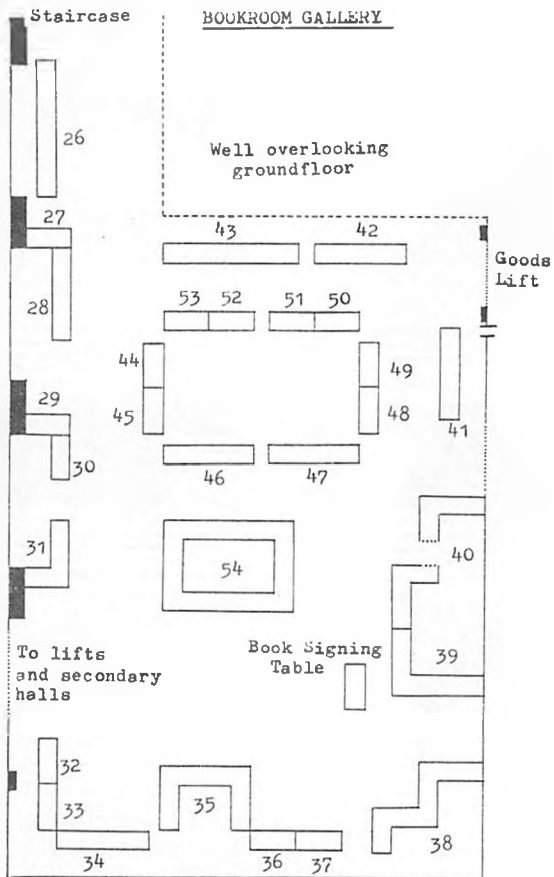 Staircase
BOOKROOM GALLERY
26
Well overlooking
groundfloor
27
43
42
Goods
Lift
28
53
52
51
50
44
49
29
45
48
41
30
46
47
31
54
40
To lifts
and secondary
halls
Book Signing
Table
39
32
33
35
34
36
37
38